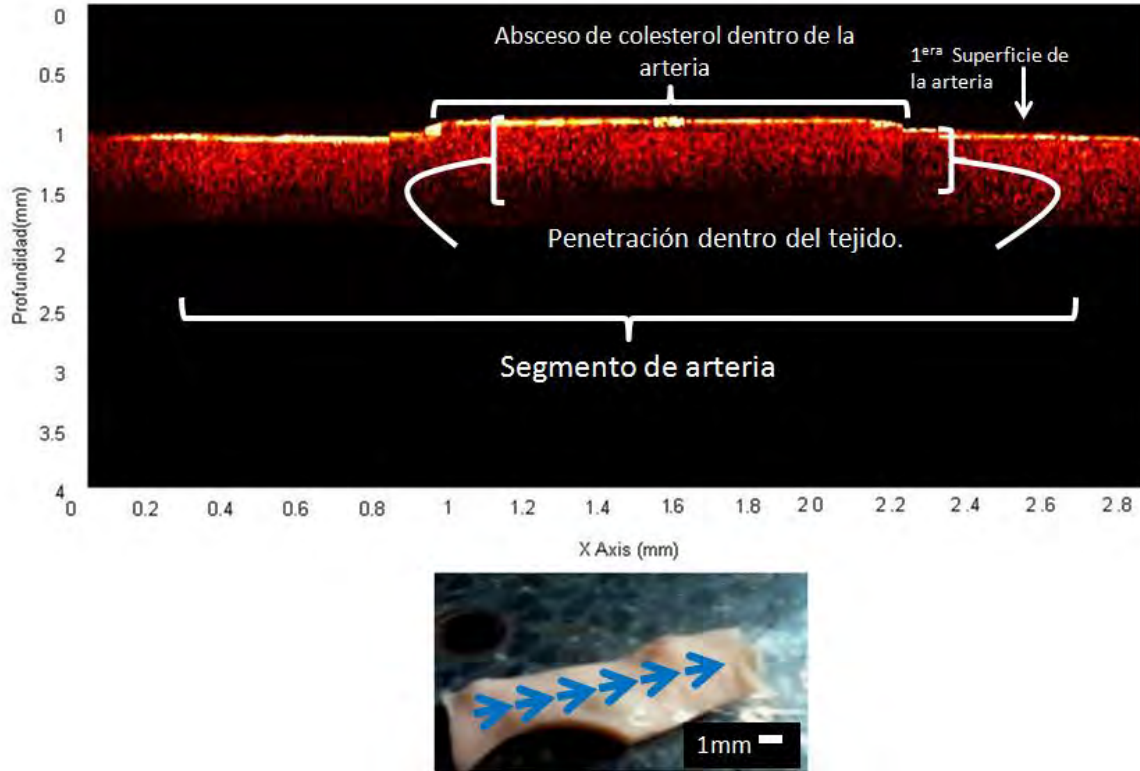 0
0.5
1
1.5
2
2.5
3
3.5
4
Profundidad(mm)
Absceso de colesterol dentro de la
arteria
1era Superficie de
la arteria
Penetración dentro del tejido.
Segmento de arteria
0 0.2 0.4 0.6 0.8 1 1.2 1.4 1.6 1.8 20 2.2 2.4 2.6 2.8
X Axis (mm)
1mm